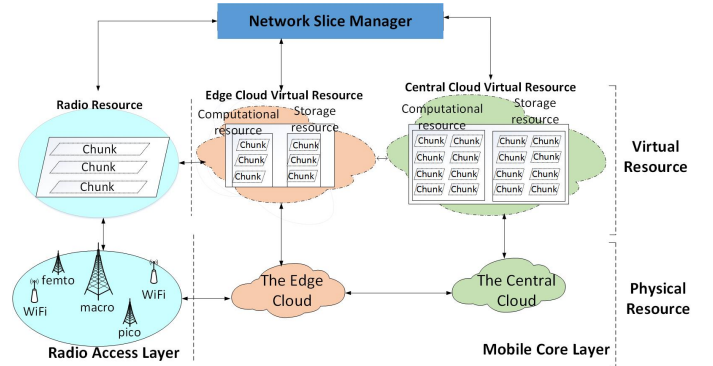 Network Slice Manager
Radio Resource
Edge Cloud Virtual Resource
Central Cloud Virtual Resource
Chunk
Chunk
Chunk
Computational
resource
Storage
resource
Chunk
Chunk
Chunk
Chunk
Chunk
Chunk
Computational
resource
Storage
resource
Chunk Chunk Chunk Chunk
Chunk Chunk Chunk Chunk
Chunk Chunk Chunk Chunk
Chunk Chunk Chunk Chunk
Virtual
Resource
femto
WiFi
macro
WiFi
pico
Radio Access Layer
The Edge
Cloud
The Central
Cloud
Mobile Core Layer
Physical
Resource